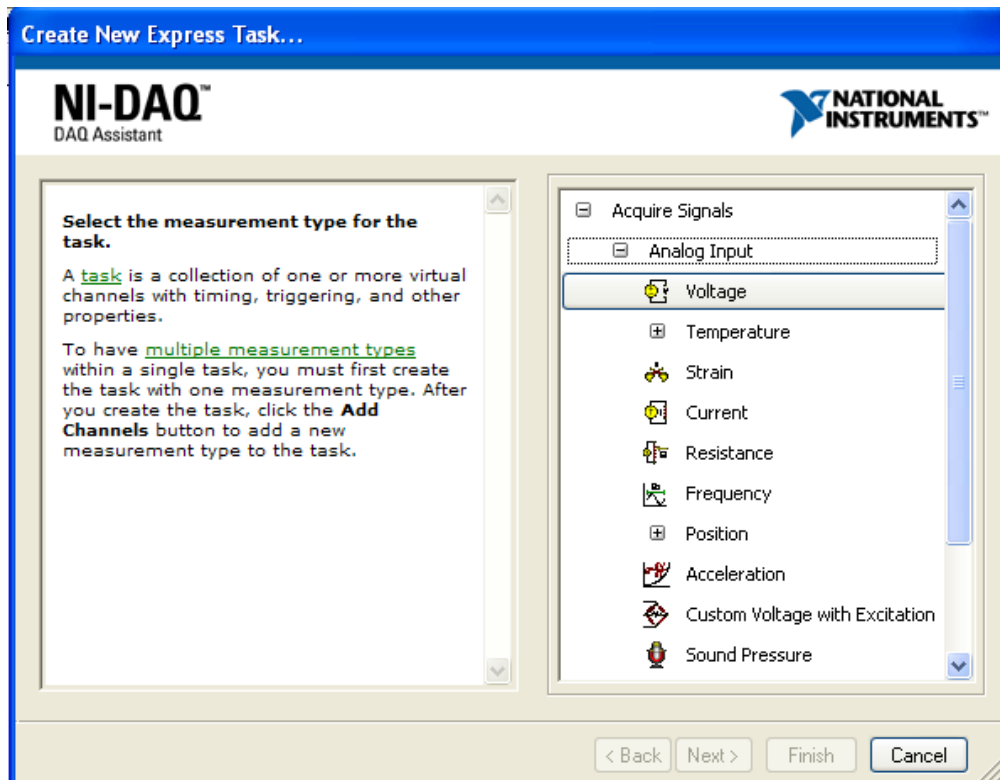 Create New Express Task...
NI-DAQ™
DAQ Assistant
NATIONAL
INSTRUMENTS™
Select the measurement type for the
task.
A task is a collection of one or more virtual
channels with timing, triggering, and other
properties.
To have multiple measurement types
within a single task, you must first create
the task with one measurement type. After
you create the task, click the Add
Channels button to add a new
measurement type to the task.
Acquire Signals
Analog Input
Voltage
Temperature
Strain
Current
Resistance
Frequency
Position
Acceleration
Custom Voltage with Excitation
Sound Pressure
< Back
Next >
Finish
Cancel